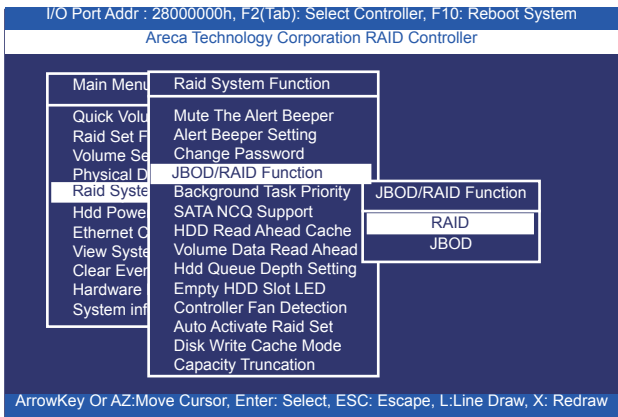 I/O Port Addr : 28000000h, F2(Tab): Select Controller, F10: Reboot System
Areca Technology Corporation RAID Controller
Main Menu
Quick Volu
Raid Set F
Volume Se
Physical D
Raid Syste
Hdd Powe
Ethernet C
View Syste
Clear Even
Hardware
System inf
Raid System Function
Mute The Alert Beeper
Alert Beeper Setting
Change Password
JBOD/RAID Function
Background Task Priority
SATA NCQ Support
HDD Read Ahead Cache
Volume Data Read Ahead
Hdd Queue Depth Setting
Empty HDD Slot LED
Controller Fan Detection
Auto Activate Raid Set
Disk Write Cache Mode
Capacity Truncation
JBOD/RAID Function
RAID
JBOD
ArrowKey Or AZ:Move Cursor, Enter: Select, ESC: Escape, L:Line Draw, X: Redraw